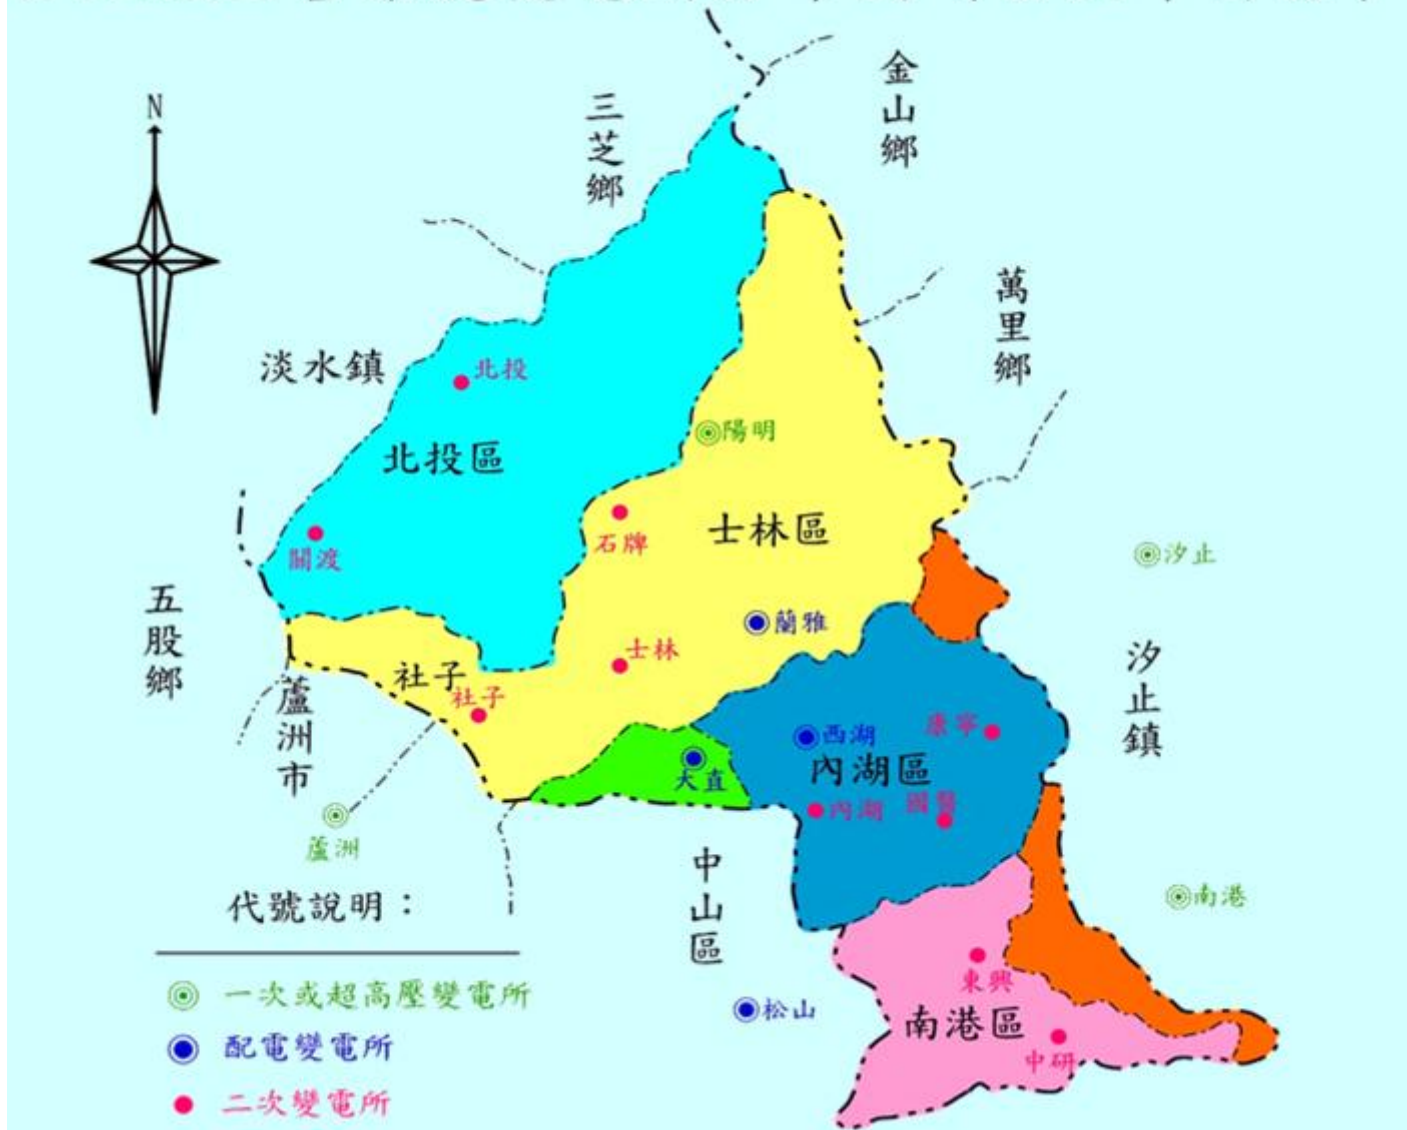 N
三芝鄉
金山鄉
萬里鄉
淡水鎮
北投
北投區
陽明
關渡
石牌
士林區
汐止
五股鄉
蘭雅
士林
汐止鎮
社子
社子
蘆洲市
西湖
康寧
內湖區
大直
內湖
國醫
蘆洲
中山區
南港
代號說明：
東興
松山
南港區
中研
一次或超高壓變電所
配電變電所
二次變電所